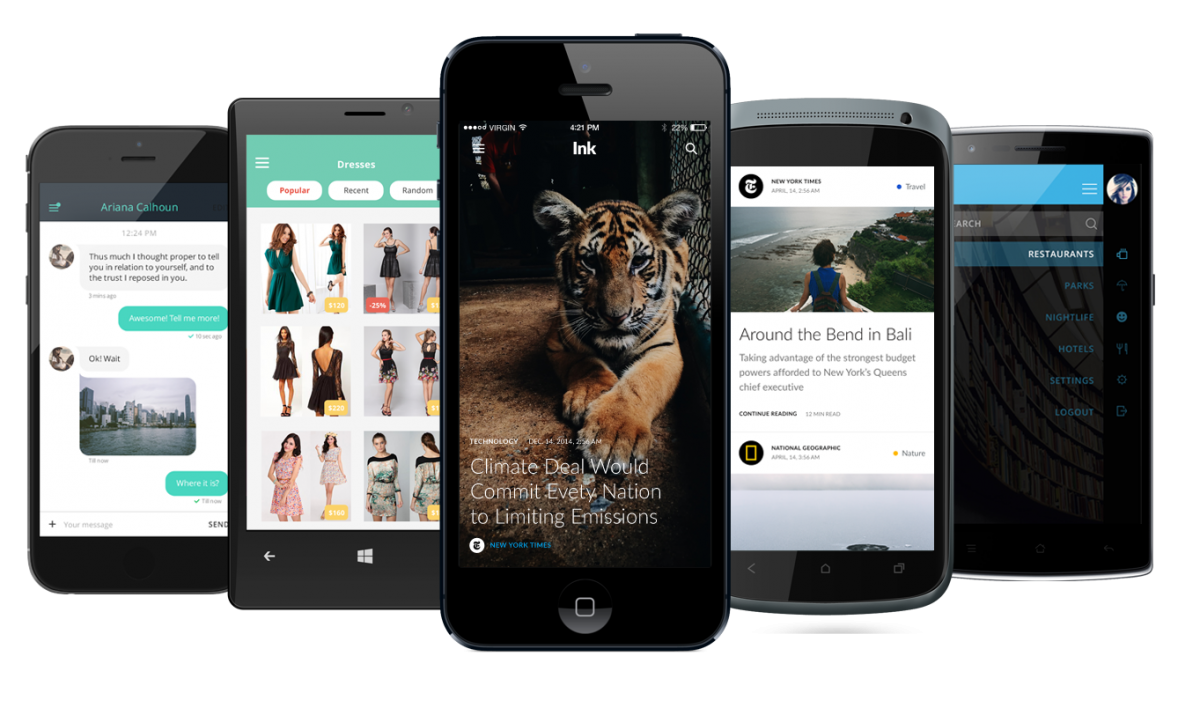 Ariana Calhoun
12:24 PM
Thus much I thought proper to tell
you in relation to yourself, and to
the trust I reposed in you.
3 mins ago
Awesome! Tell me more!
10 sec ago
Ok! Wait
Till now
Where it is?
Till now
+ Your message SEND
Dresses
Popular Recent Random
$120
-25%
$220
$160
VIRGIN 4:21 PM 22%
Ink
TECHNOLOGY DEC. 14, 2014, 2:56 AM
Climate Deal Would
Commit Evety Nation
to Limiting Emissions
NEW YORK TIMES
NEW YORK TIMES
APRIL, 14, 2:56 AM
Travel
Around the Bend in Bali
Taking advantage of the strongest budget
powers afforded to New York's Queens
chief executive
CONTINUE READING 12 MIN READ
NATIONAL GEOGRAPHIC
APRIL, 14, 3:56 AM
Nature
EARCH
RESTAURANTS
PARKS
NIGHTLIFE
HOTELS
SETTINGS
LOGOUT